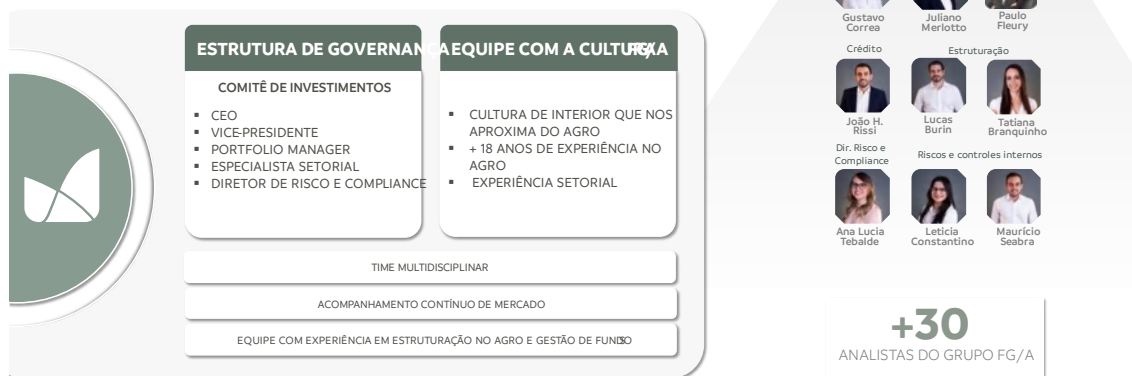 ESTRUTURA DE GOVERNANÇA
COMITÊ DE INVESTIMENTOS
▪ CEO
▪ VICE-PRESIDENTE
▪ PORTFOLIO MANAGER
▪ ESPECIALISTA SETORIAL
▪ DIRETOR DE RISCO E COMPLIANCE
EQUIPE COM A CULTURA FG/A
▪ CULTURA DE INTERIOR QUE NOS
APROXIMA DO AGRO
▪ + 18 ANOS DE EXPERIÊNCIA NO
AGRO
▪ EXPERIÊNCIA SETORIAL
TIME MULTIDISCIPLINAR
ACOMPANHAMENTO CONTÍNUO DE MERCADO
EQUIPE COM EXPERIÊNCIA EM ESTRUTURAÇÃO NO AGRO E GESTÃO DE FUNDOS
Gustavo
Correa
Juliano
Merlotto
Paulo
Fleury
Crédito
Estruturação
João H.
Rissi
Lucas
Burin
Tatiana
Branquinho
Dir. Risco e
Compliance
Riscos e controles internos
Ana Lucia
Tebalde
Leticia
Constantino
Maurício
Seabra
+30
ANALISTAS DO GRUPO FG/A